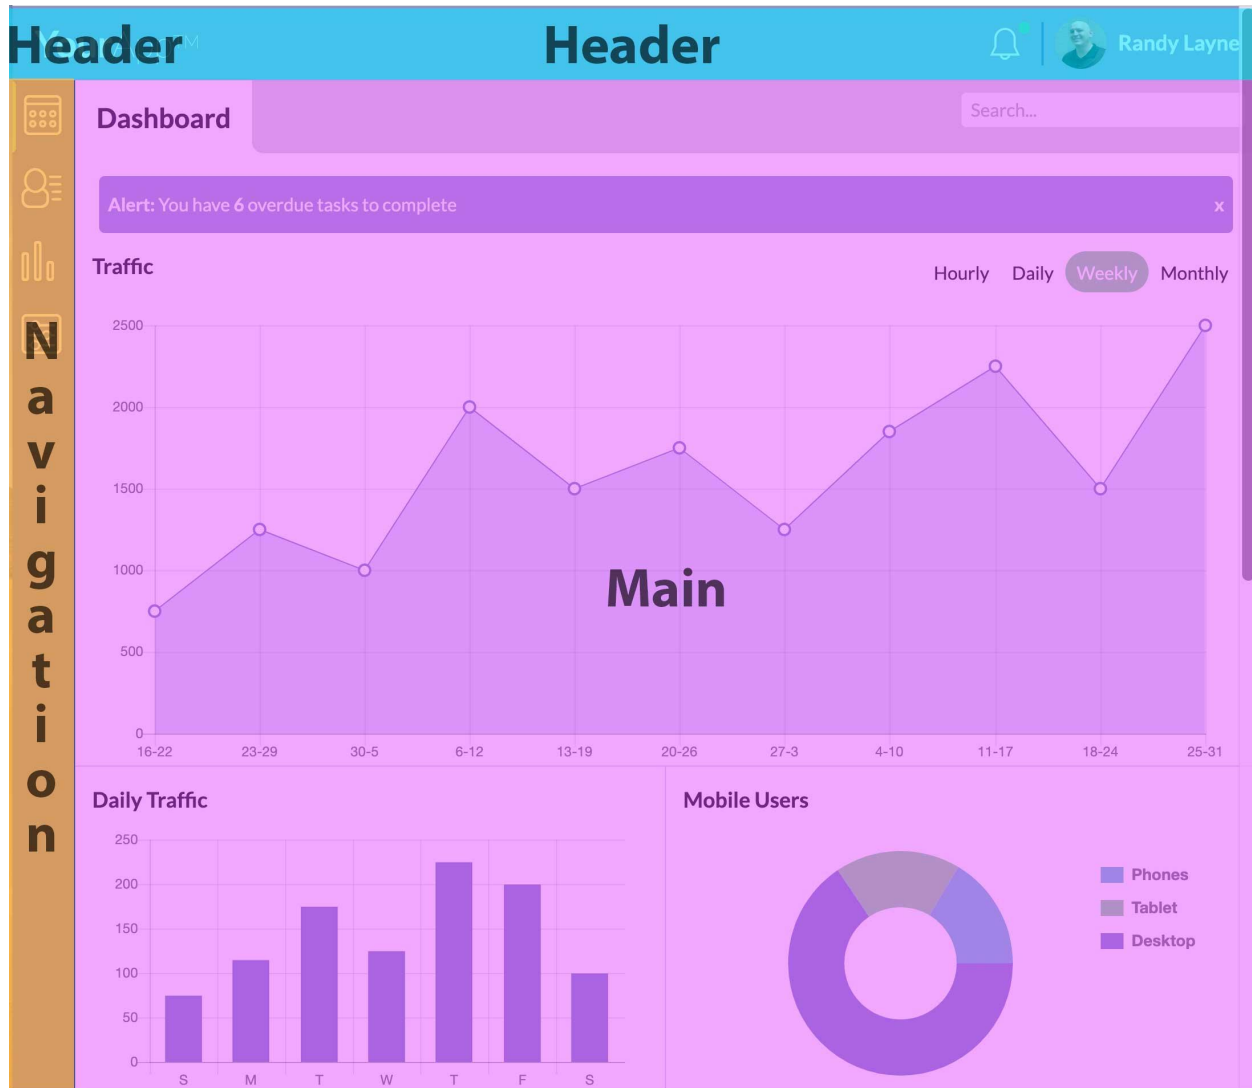 Header
Header
Randy Layne
Dashboard
Search...
Alert: You have 6 overdue tasks to complete
x
Traffic
Hourly Daily Weekly Monthly
2500
2000
1500
1000
500
0
16-22 23-29 30-5 6-12 13-19 20-26 27-3 4-10 11-17 18-24 25-31
Navigation
Main
Daily Traffic
250
200
150
100
50
0
S M T W T F S
Mobile Users
Phones
Tablet
Desktop